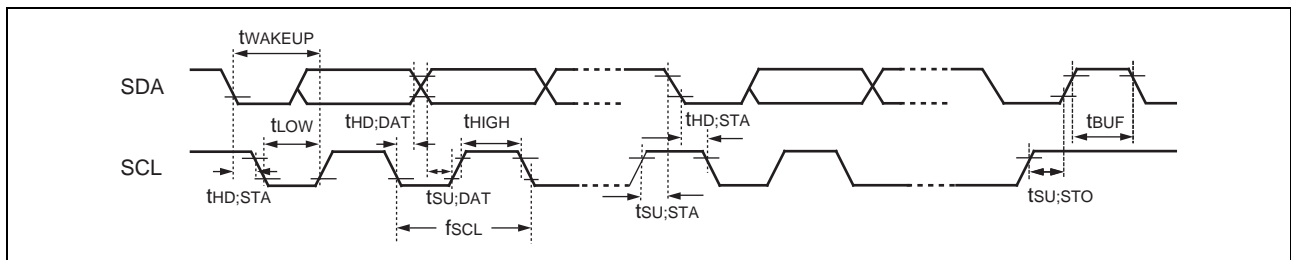 tWAKEUP
SDA
tHD;DAT
tHIGH
tHD;STA
tLOW
tBUF
SCL
tHD;STA
tSU;DAT
tSU;STA
tSU;STO
fSCL